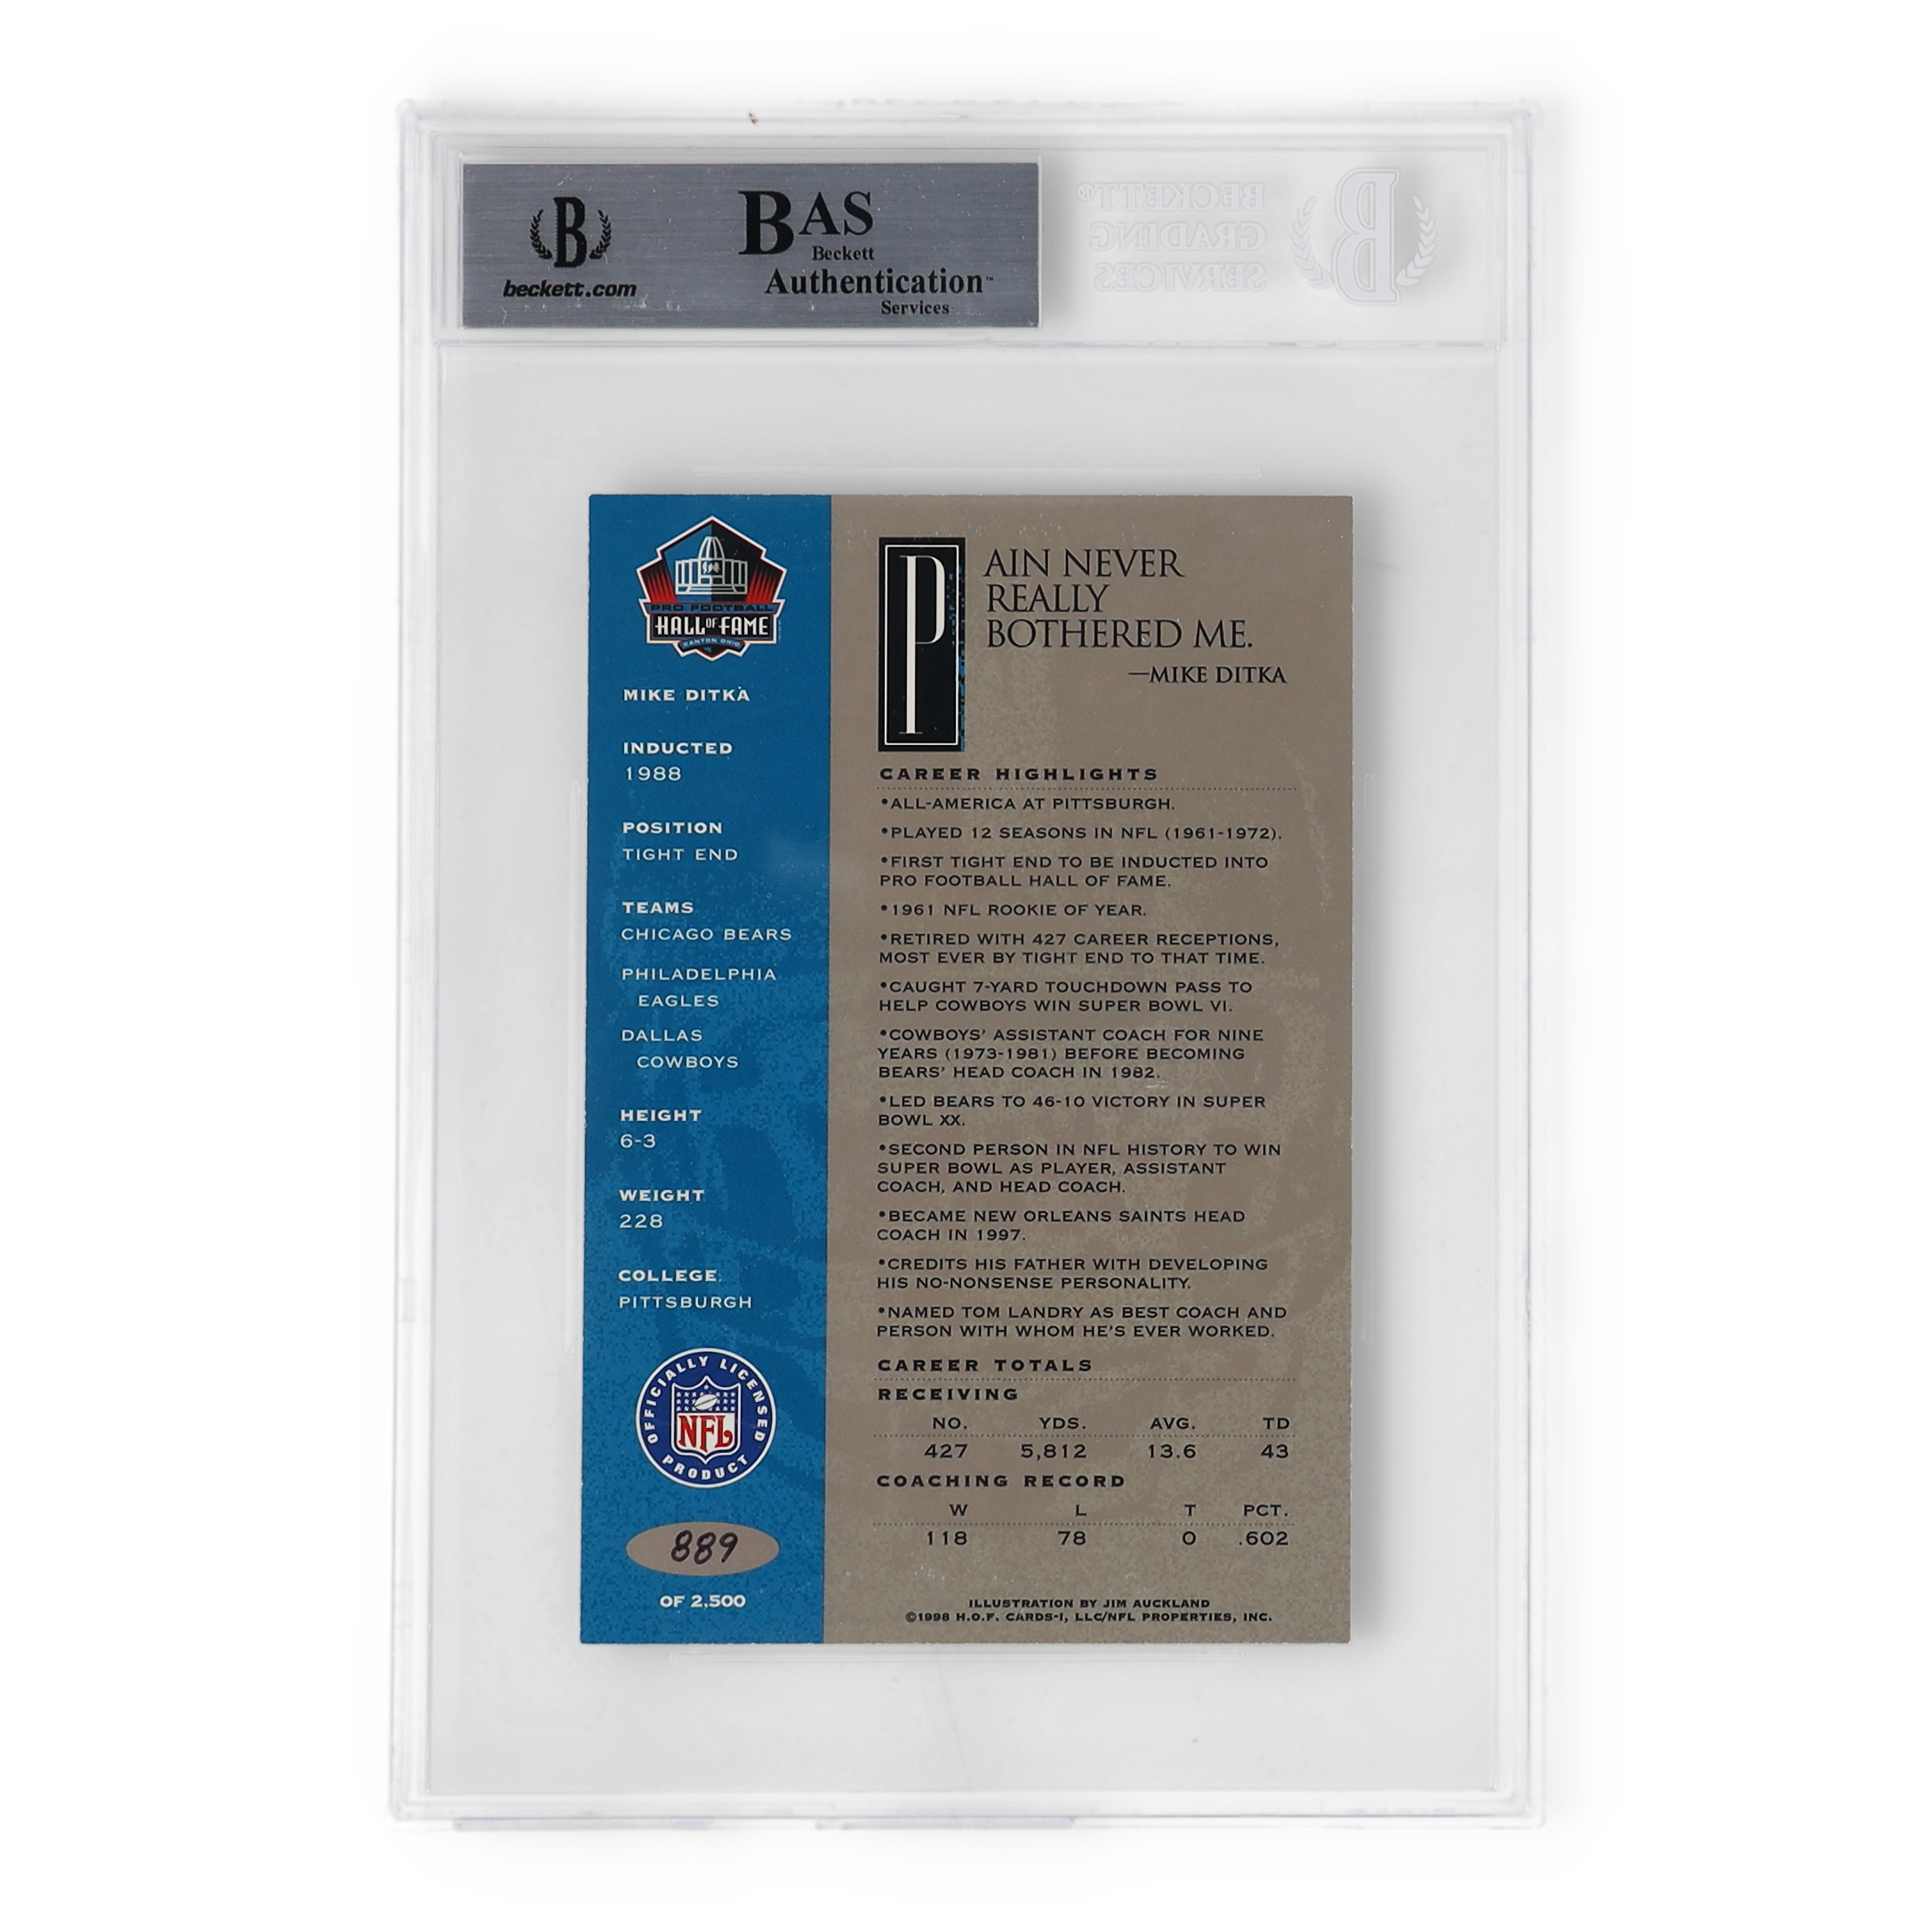 B
beckett.com
BAS
Beckett
Authentication™
Services
BECKETT®
GRADING
SERVICES
B
PRO FOOTBALL
HALL OF FAME
CANTON OHIO
MIKE DITKA
INDUCTED
1988
POSITION
TIGHT END
TEAMS
CHICAGO BEARS
PHILADELPHIA
EAGLES
DALLAS
COWBOYS
HEIGHT
6-3
WEIGHT
228
COLLEGE
PITTSBURGH
OFFICIALLY LICENSED
NFL
PRODUCT
889
OF 2,500
PAIN NEVER
REALLY
BOTHERED ME.
—MIKE DITKA
CAREER HIGHLIGHTS
•ALL-AMERICA AT PITTSBURGH.
•PLAYED 12 SEASONS IN NFL (1961-1972).
•FIRST TIGHT END TO BE INDUCTED INTO
PRO FOOTBALL HALL OF FAME.
•1961 NFL ROOKIE OF YEAR.
•RETIRED WITH 427 CAREER RECEPTIONS,
MOST EVER BY TIGHT END TO THAT TIME.
•CAUGHT 7-YARD TOUCHDOWN PASS TO
HELP COWBOYS WIN SUPER BOWL VI.
•COWBOYS' ASSISTANT COACH FOR NINE
YEARS (1973-1981) BEFORE BECOMING
BEARS' HEAD COACH IN 1982.
•LED BEARS TO 46-10 VICTORY IN SUPER
BOWL XX.
•SECOND PERSON IN NFL HISTORY TO WIN
SUPER BOWL AS PLAYER, ASSISTANT
COACH, AND HEAD COACH.
•BECAME NEW ORLEANS SAINTS HEAD
COACH IN 1997.
•CREDITS HIS FATHER WITH DEVELOPING
HIS NO-NONSENSE PERSONALITY.
•NAMED TOM LANDRY AS BEST COACH AND
PERSON WITH WHOM HE'S EVER WORKED.
CAREER TOTALS
RECEIVING
NO. YDS. AVG. TD
427 5,812 13.6 43
COACHING RECORD
W L T PCT.
118 78 0 .602
ILLUSTRATION BY JIM AUCKLAND
©1998 H.O.F. CARDS-I, LLC/NFL PROPERTIES, INC.